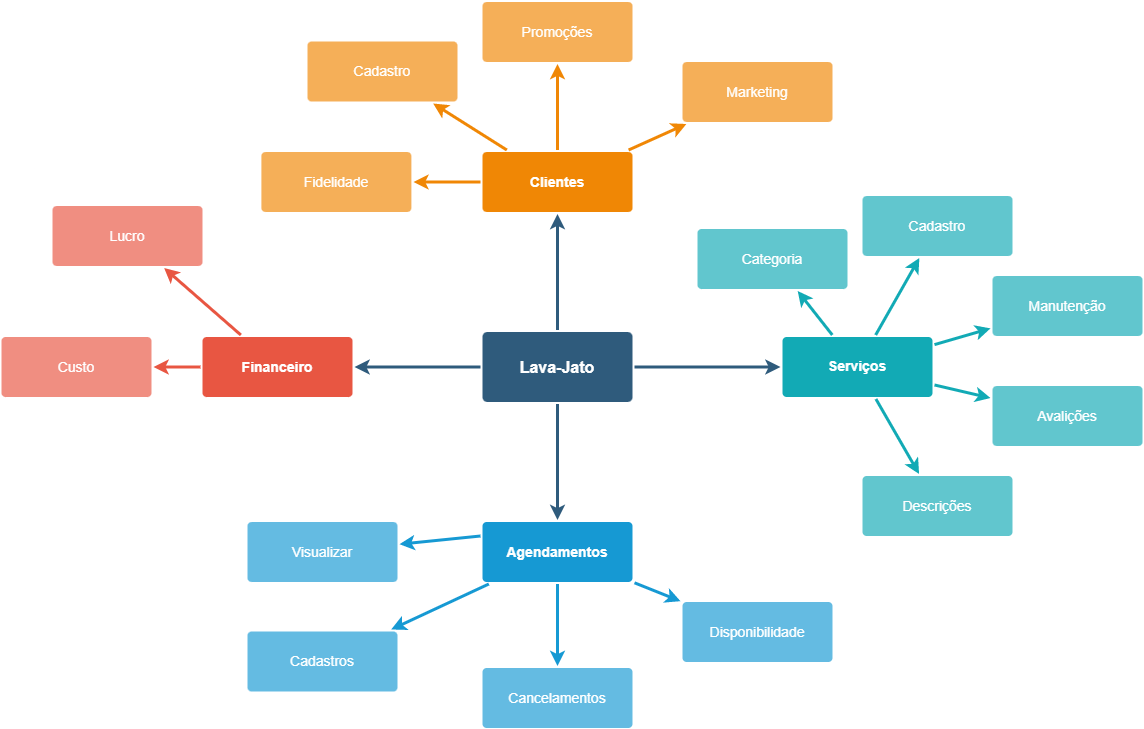 Promoções
Cadastro
Marketing
Fidelidade
Clientes
Lucro
Cadastro
Categoria
Manutenção
Custo
Financeiro
Lava-Jato
Serviços
Avalições
Descrições
Visualizar
Agendamentos
Disponibilidade
Cadastros
Cancelamentos